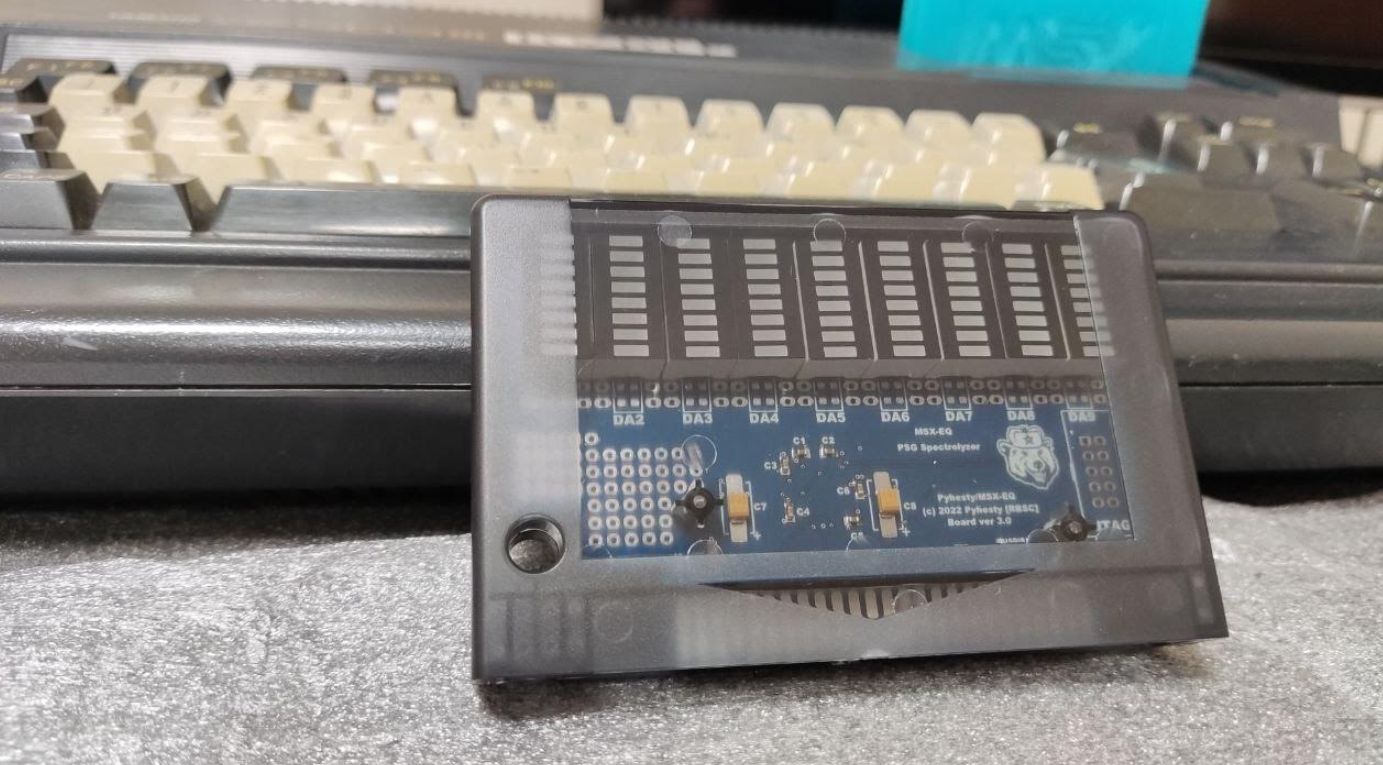 DA2 DA3 DA4 DA5 DA6 DA7 DA8 DA9
MSX-EQ
PSG Spectrolyzer
C1 C2
C3
C4
C6
C7
C8
Pyhesty/MSX-EQ
(c) 2022 Pyhesty [RBSC]
Board ver 3.0
JTAG